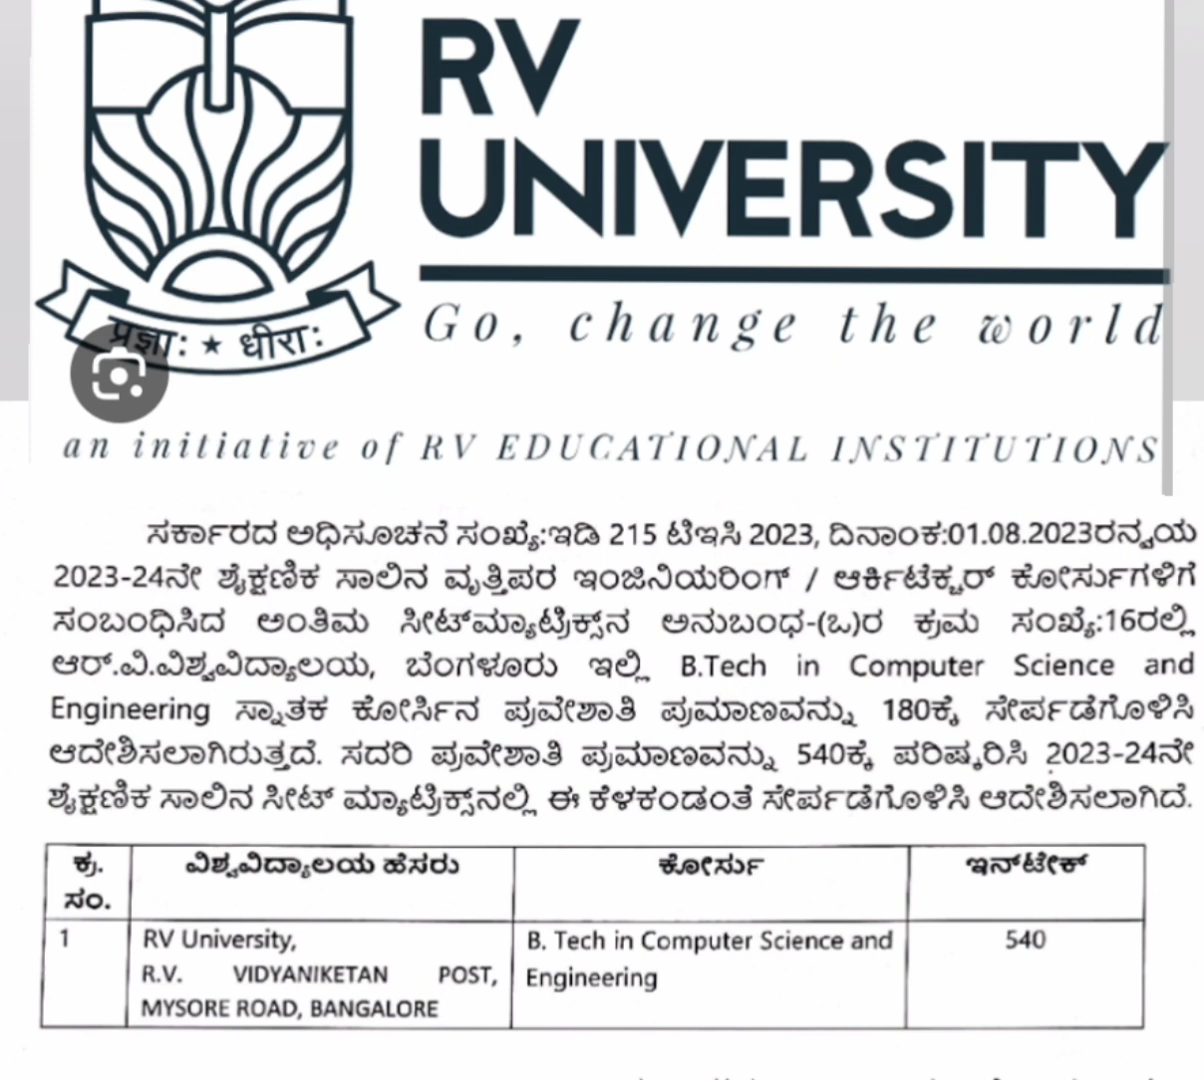 RV
UNIVERSITY
Go, change the world
प्रज्ञाः ★ धीराः
an initiative of RV EDUCATIONAL INSTITUTIONS
ಸರ್ಕಾರದ ಅಧಿಸೂಚನೆ ಸಂಖ್ಯೆ:ಇಡಿ 215 ಟಿಇಸಿ 2023, ದಿನಾಂಕ:01.08.2023ರನ್ವಯ
2023-24ನೇ ಶೈಕ್ಷಣಿಕ ಸಾಲಿನ ವೃತ್ತಿಪರ ಇಂಜಿನಿಯರಿಂಗ್ / ಆರ್ಕಿಟೆಕ್ಚರ್ ಕೋರ್ಸುಗಳಿಗೆ
ಸಂಬಂಧಿಸಿದ ಅಂತಿಮ ಸೀಟ್‌ಮ್ಯಾಟ್ರಿಕ್ಸ್‌ನ ಅನುಬಂಧ-(ಒ)ರ ಕ್ರಮ ಸಂಖ್ಯೆ:16ರಲ್ಲಿ
ಆರ್.ವಿ.ವಿಶ್ವವಿದ್ಯಾಲಯ, ಬೆಂಗಳೂರು ಇಲ್ಲಿ B.Tech in Computer Science and
Engineering ಸ್ನಾತಕ ಕೋರ್ಸಿನ ಪ್ರವೇಶಾತಿ ಪ್ರಮಾಣವನ್ನು 180ಕ್ಕೆ ಸೇರ್ಪಡೆಗೊಳಿಸಿ
ಆದೇಶಿಸಲಾಗಿರುತ್ತದೆ. ಸದರಿ ಪ್ರವೇಶಾತಿ ಪ್ರಮಾಣವನ್ನು 540ಕ್ಕೆ ಪರಿಷ್ಕರಿಸಿ 2023-24ನೇ
ಶೈಕ್ಷಣಿಕ ಸಾಲಿನ ಸೀಟ್ ಮ್ಯಾಟ್ರಿಕ್ಸ್‌ನಲ್ಲಿ ಈ ಕೆಳಕಂಡಂತೆ ಸೇರ್ಪಡೆಗೊಳಿಸಿ ಆದೇಶಿಸಲಾಗಿದೆ.
ಕ್ರ. ಸಂ. ವಿಶ್ವವಿದ್ಯಾಲಯ ಹೆಸರು ಕೋರ್ಸು ಇನ್‌ಟೇಕ್
1 RV University, B. Tech in Computer Science and 540
R.V. VIDYANIKETAN POST, Engineering
MYSORE ROAD, BANGALORE